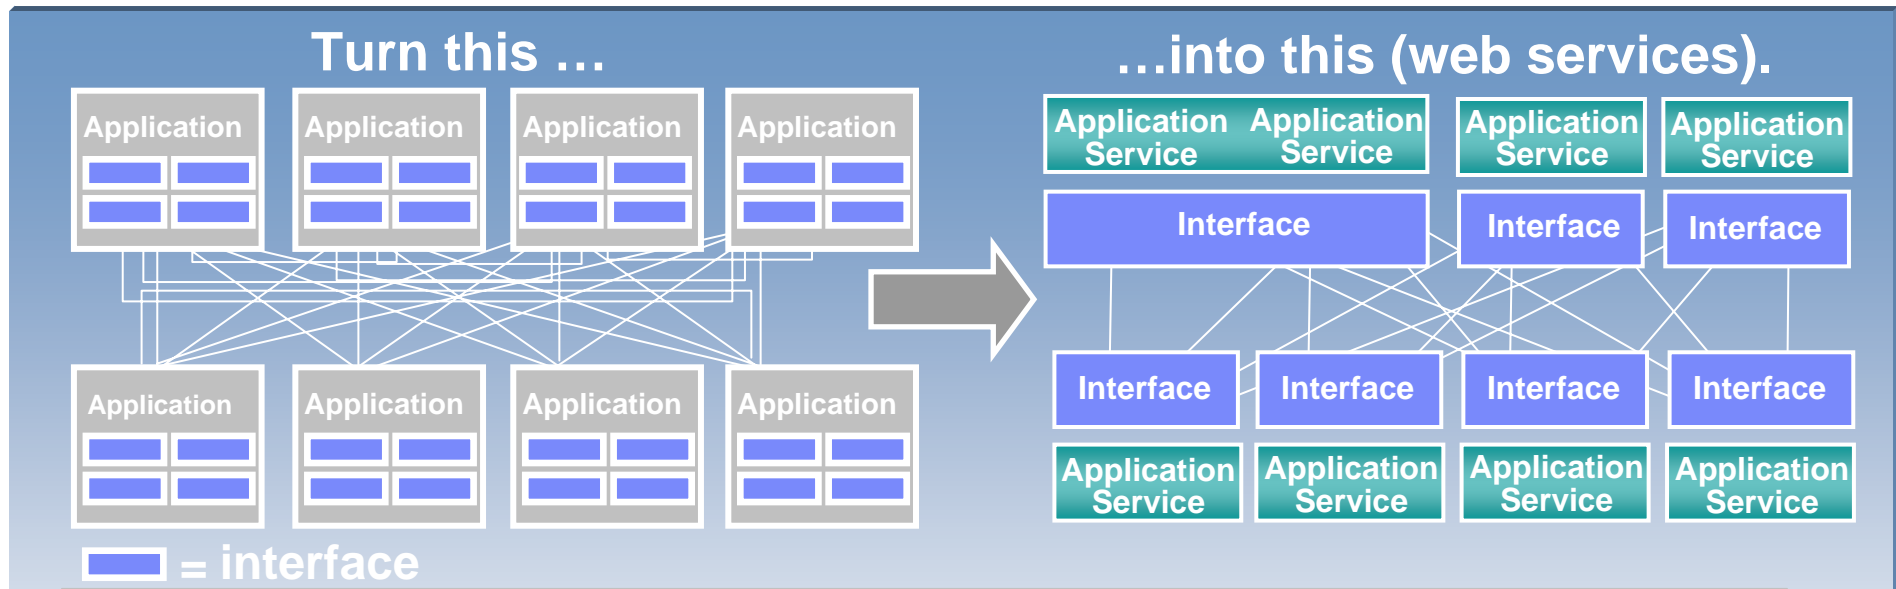 Turn this …
Application
Application
Application
Application
Application
Application
Application
Application
= interface
…into this (web services).
Application
Service
Application
Service
Application
Service
Application
Service
Interface
Interface
Interface
Interface
Interface
Interface
Interface
Application
Service
Application
Service
Application
Service
Application
Service